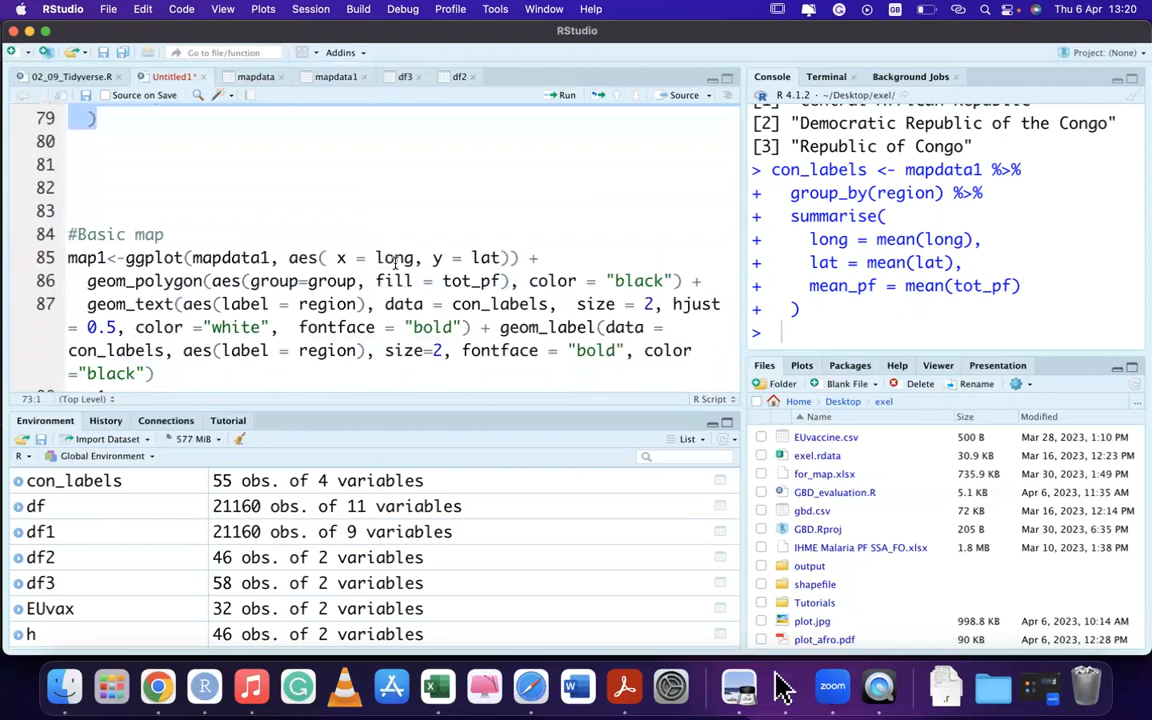 RStudio File Edit Code View Plots Session Build Debug Profile Tools Window Help GB Thu 6 Apr 13:20
RStudio
Go to file/function Addins Project: (None)
02_09_Tidyverse.R × Untitled1* × mapdata × mapdata1 × df3 × df2 ×
Source on Save Run Source
79 )
80
81
82
83
84 #Basic map
85 map1<-ggplot(mapdata1, aes( x = long, y = lat)) +
86 geom_polygon(aes(group=group, fill = tot_pf), color = "black") +
87 geom_text(aes(label = region), data = con_labels, size = 2, hjust
= 0.5, color ="white", fontface = "bold") + geom_label(data =
con_labels, aes(label = region), size=2, fontface = "bold", color
="black")
73:1 (Top Level) R Script
Environment History Connections Tutorial
Import Dataset 577 MiB List
R Global Environment
con_labels 55 obs. of 4 variables
df 21160 obs. of 11 variables
df1 21160 obs. of 9 variables
df2 46 obs. of 2 variables
df3 58 obs. of 2 variables
EUvax 32 obs. of 2 variables
h 46 obs. of 2 variables
Console Terminal × Background Jobs ×
R 4.1.2 · ~/Desktop/exel/
[1] "Central African Republic"
[2] "Democratic Republic of the Congo"
[3] "Republic of Congo"
> con_labels <- mapdata1 %>%
+ group_by(region) %>%
+ summarise(
+ long = mean(long),
+ lat = mean(lat),
+ mean_pf = mean(tot_pf)
+ )
>
Files Plots Packages Help Viewer Presentation
Folder Blank File Delete Rename
Home Desktop exel ...
Name Size Modified
EUvaccine.csv 500 B Mar 28, 2023, 1:10 PM
exel.rdata 30.9 KB Mar 16, 2023, 12:23 PM
for_map.xlsx 735.9 KB Mar 30, 2023, 1:49 PM
GBD_evaluation.R 5.1 KB Apr 6, 2023, 11:35 AM
gbd.csv 72 KB Mar 16, 2023, 12:14 PM
GBD.Rproj 205 B Mar 30, 2023, 6:35 PM
IHME Malaria PF SSA_FO.xlsx 1.8 MB Mar 10, 2023, 1:38 PM
output
shapefile
Tutorials
plot.jpg 998.8 KB Apr 6, 2023, 10:14 AM
plot_afro.pdf 90 KB Apr 6, 2023, 12:28 PM
zoom